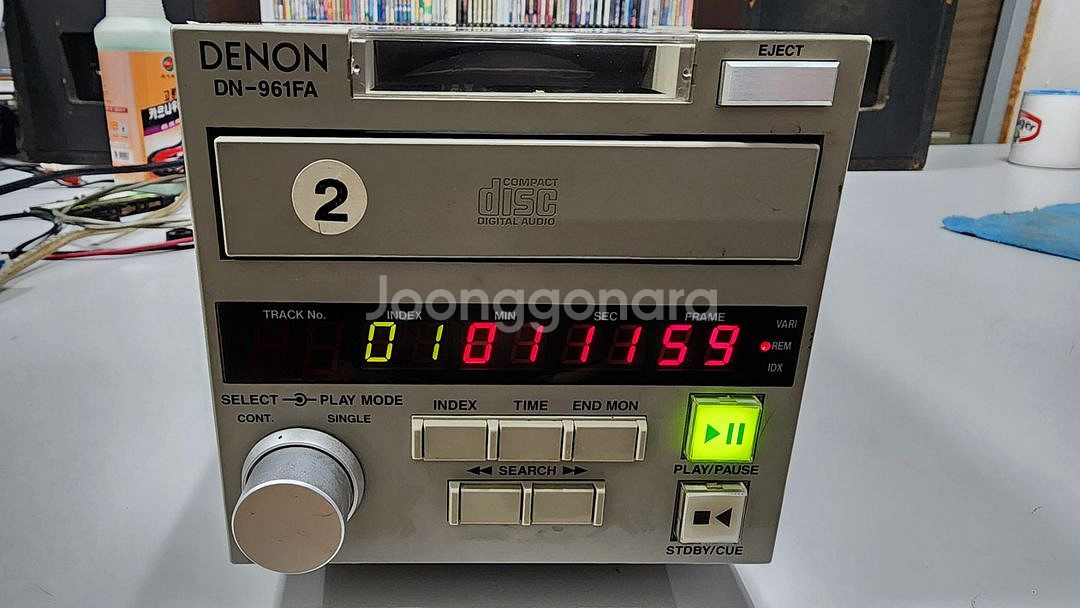 DENON
DN-961FA
EJECT
2
COMPACT
disc
DIGITAL AUDIO
Joonggonara
TRACK No. INDEX MIN SEC FRAME
VARI
01 07 11 59
REM
IDX
SELECT PLAY MODE
CONT. SINGLE
INDEX TIME END MON
SEARCH
PLAY/PAUSE
STDBY/CUE